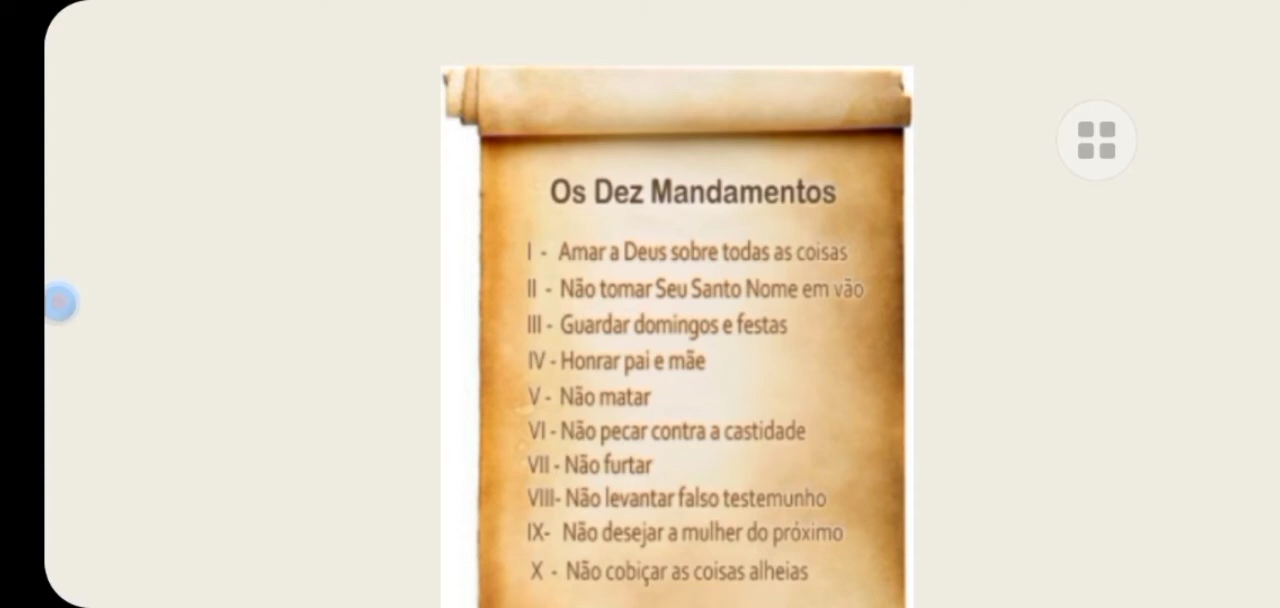 Os Dez Mandamentos
I - Amar a Deus sobre todas as coisas
II - Não tomar Seu Santo Nome em vão
III - Guardar domingos e festas
IV - Honrar pai e mãe
V - Não matar
VI - Não pecar contra a castidade
VII - Não furtar
VIII- Não levantar falso testemunho
IX- Não desejar a mulher do próximo
X - Não cobiçar as coisas alheias